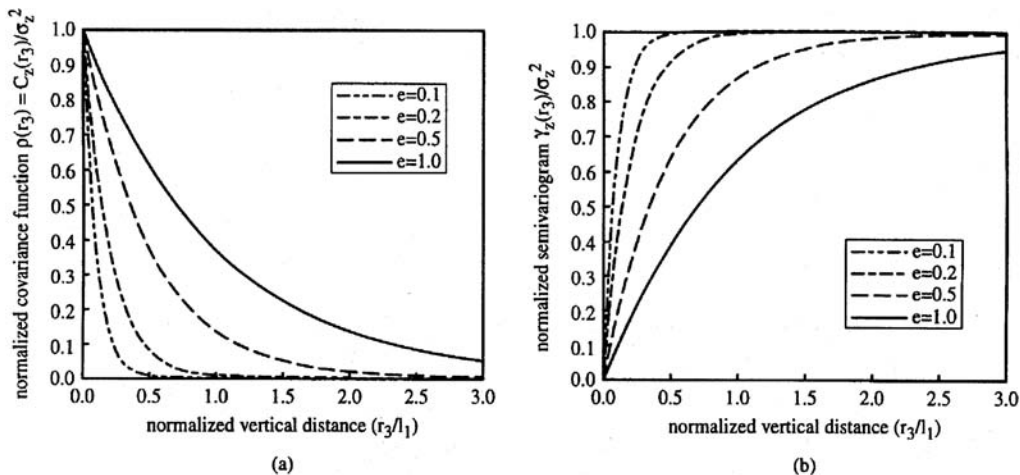 normalized covariance function ρ(r₃) = C_z(r₃)/σ_z²
1.0
0.9
0.8
0.7
0.6
0.5
0.4
0.3
0.2
0.1
0.0
e=0.1
e=0.2
e=0.5
e=1.0
0.0 0.5 1.0 1.5 2.0 2.5 3.0
normalized vertical distance (r₃/l₁)
(a)
normalized semivariogram γ_z(r₃)/σ_z²
1.0
0.9
0.8
0.7
0.6
0.5
0.4
0.3
0.2
0.1
0.0
e=0.1
e=0.2
e=0.5
e=1.0
0.0 0.5 1.0 1.5 2.0 2.5 3.0
normalized vertical distance (r₃/l₁)
(b)